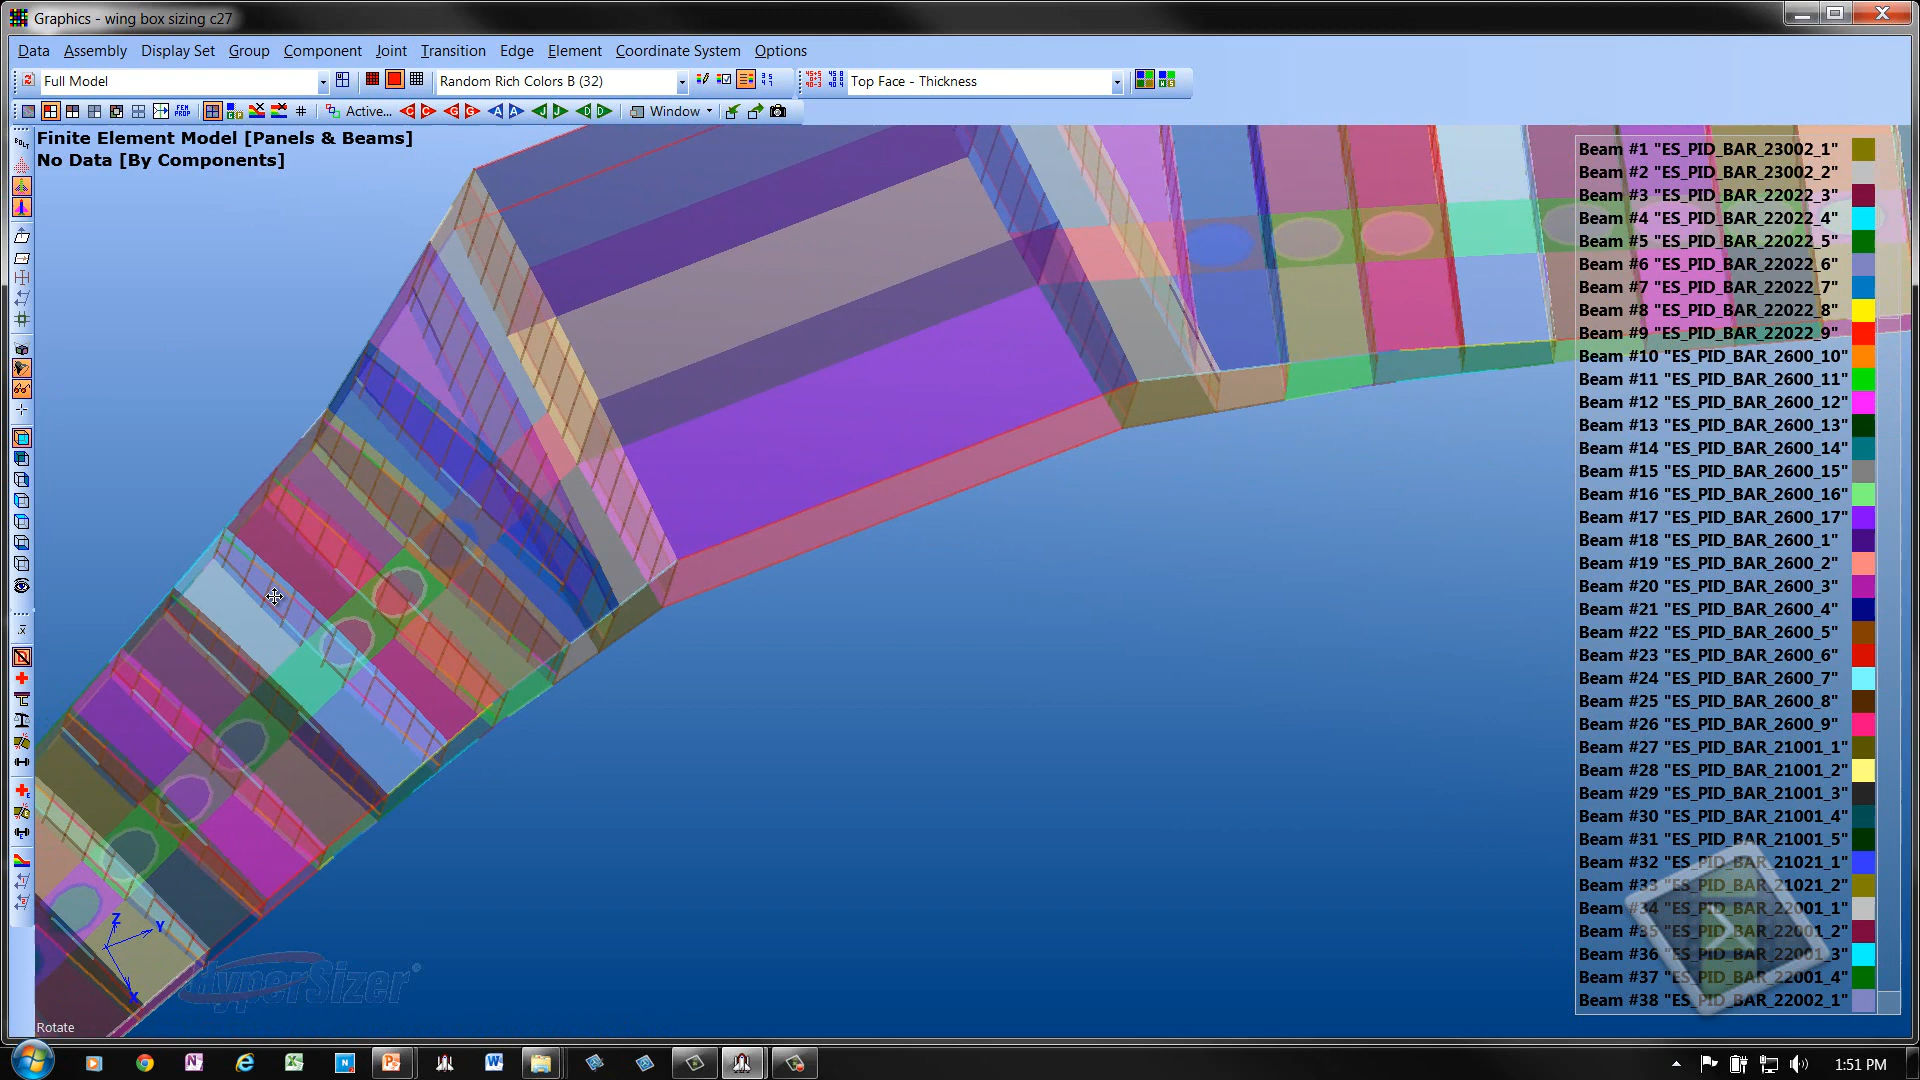 Graphics - wing box sizing c27
Data Assembly Display Set Group Component Joint Transition Edge Element Coordinate System Options
Full Model Random Rich Colors B (32) Top Face - Thickness
Active... Window
Finite Element Model [Panels & Beams]
No Data [By Components]
Beam #1 "ES_PID_BAR_23002_1"
Beam #2 "ES_PID_BAR_23002_2"
Beam #3 "ES_PID_BAR_22022_3"
Beam #4 "ES_PID_BAR_22022_4"
Beam #5 "ES_PID_BAR_22022_5"
Beam #6 "ES_PID_BAR_22022_6"
Beam #7 "ES_PID_BAR_22022_7"
Beam #8 "ES_PID_BAR_22022_8"
Beam #9 "ES_PID_BAR_22022_9"
Beam #10 "ES_PID_BAR_2600_10"
Beam #11 "ES_PID_BAR_2600_11"
Beam #12 "ES_PID_BAR_2600_12"
Beam #13 "ES_PID_BAR_2600_13"
Beam #14 "ES_PID_BAR_2600_14"
Beam #15 "ES_PID_BAR_2600_15"
Beam #16 "ES_PID_BAR_2600_16"
Beam #17 "ES_PID_BAR_2600_17"
Beam #18 "ES_PID_BAR_2600_1"
Beam #19 "ES_PID_BAR_2600_2"
Beam #20 "ES_PID_BAR_2600_3"
Beam #21 "ES_PID_BAR_2600_4"
Beam #22 "ES_PID_BAR_2600_5"
Beam #23 "ES_PID_BAR_2600_6"
Beam #24 "ES_PID_BAR_2600_7"
Beam #25 "ES_PID_BAR_2600_8"
Beam #26 "ES_PID_BAR_2600_9"
Beam #27 "ES_PID_BAR_21001_1"
Beam #28 "ES_PID_BAR_21001_2"
Beam #29 "ES_PID_BAR_21001_3"
Beam #30 "ES_PID_BAR_21001_4"
Beam #31 "ES_PID_BAR_21001_5"
Beam #32 "ES_PID_BAR_21021_1"
Beam #33 "ES_PID_BAR_21021_2"
Beam #34 "ES_PID_BAR_22001_1"
Beam #35 "ES_PID_BAR_22001_2"
Beam #36 "ES_PID_BAR_22001_3"
Beam #37 "ES_PID_BAR_22001_4"
Beam #38 "ES_PID_BAR_22002_1"
Z
Y
X
HyperSizer®
Rotate
1:51 PM